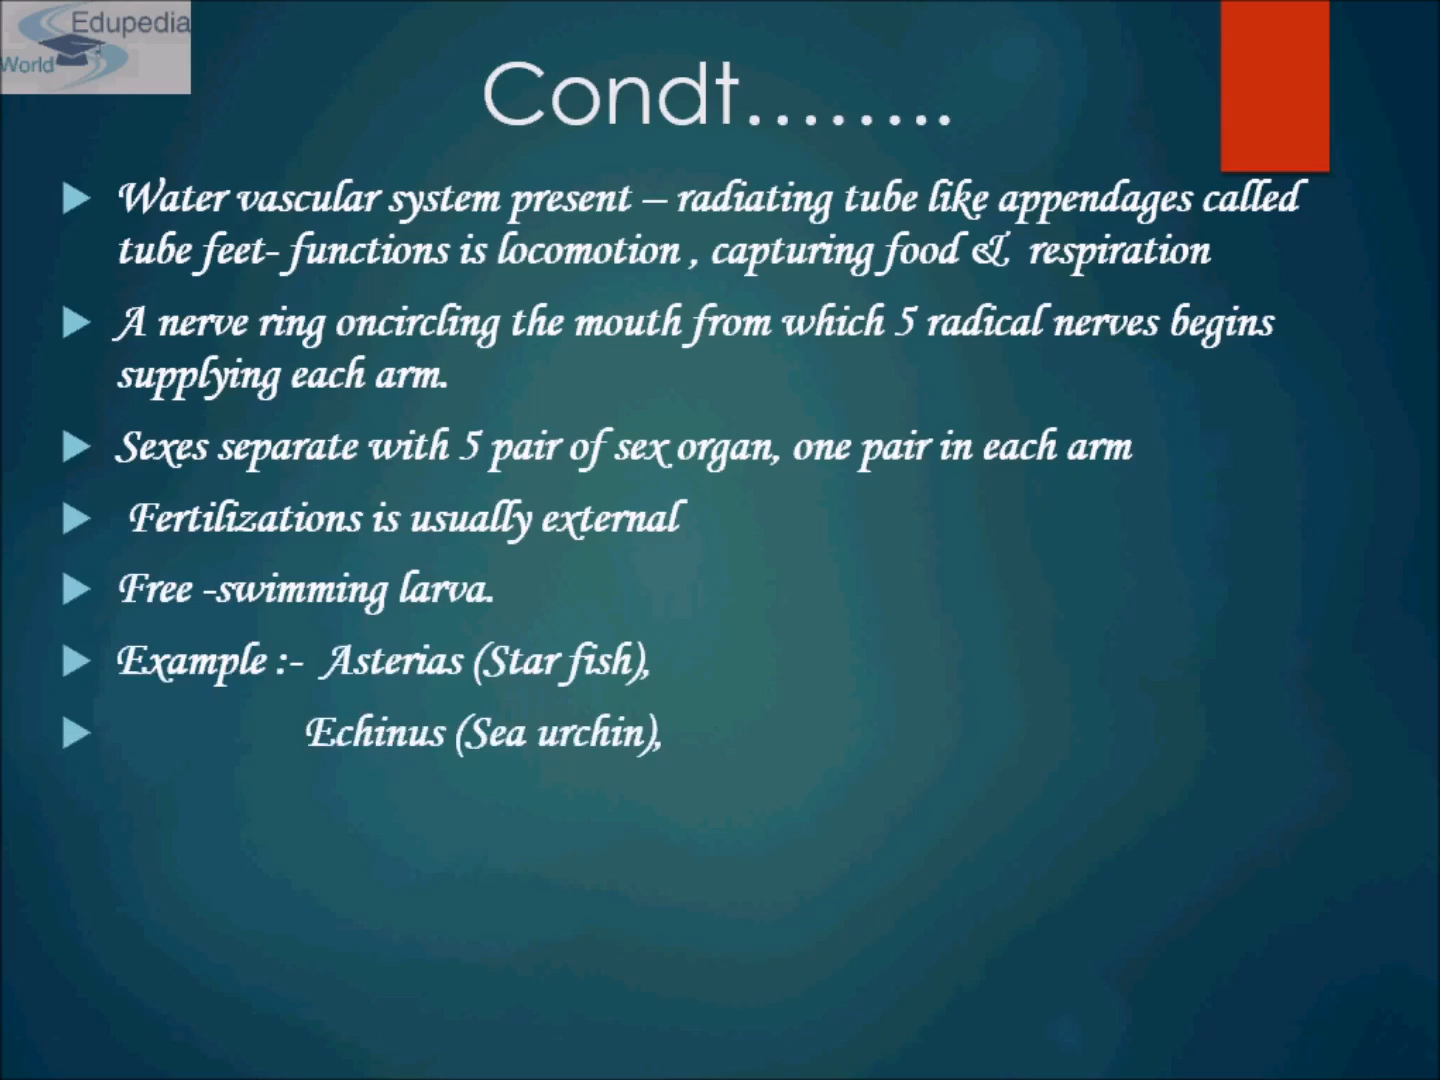 Edupedia
World
Condt........
Water vascular system present – radiating tube like appendages called
tube feet- functions is locomotion , capturing food & respiration
A nerve ring oncircling the mouth from which 5 radical nerves begins
supplying each arm.
Sexes separate with 5 pair of sex organ, one pair in each arm
Fertilizations is usually external
Free -swimming larva.
Example :- Asterias (Star fish),
Echinus (Sea urchin),